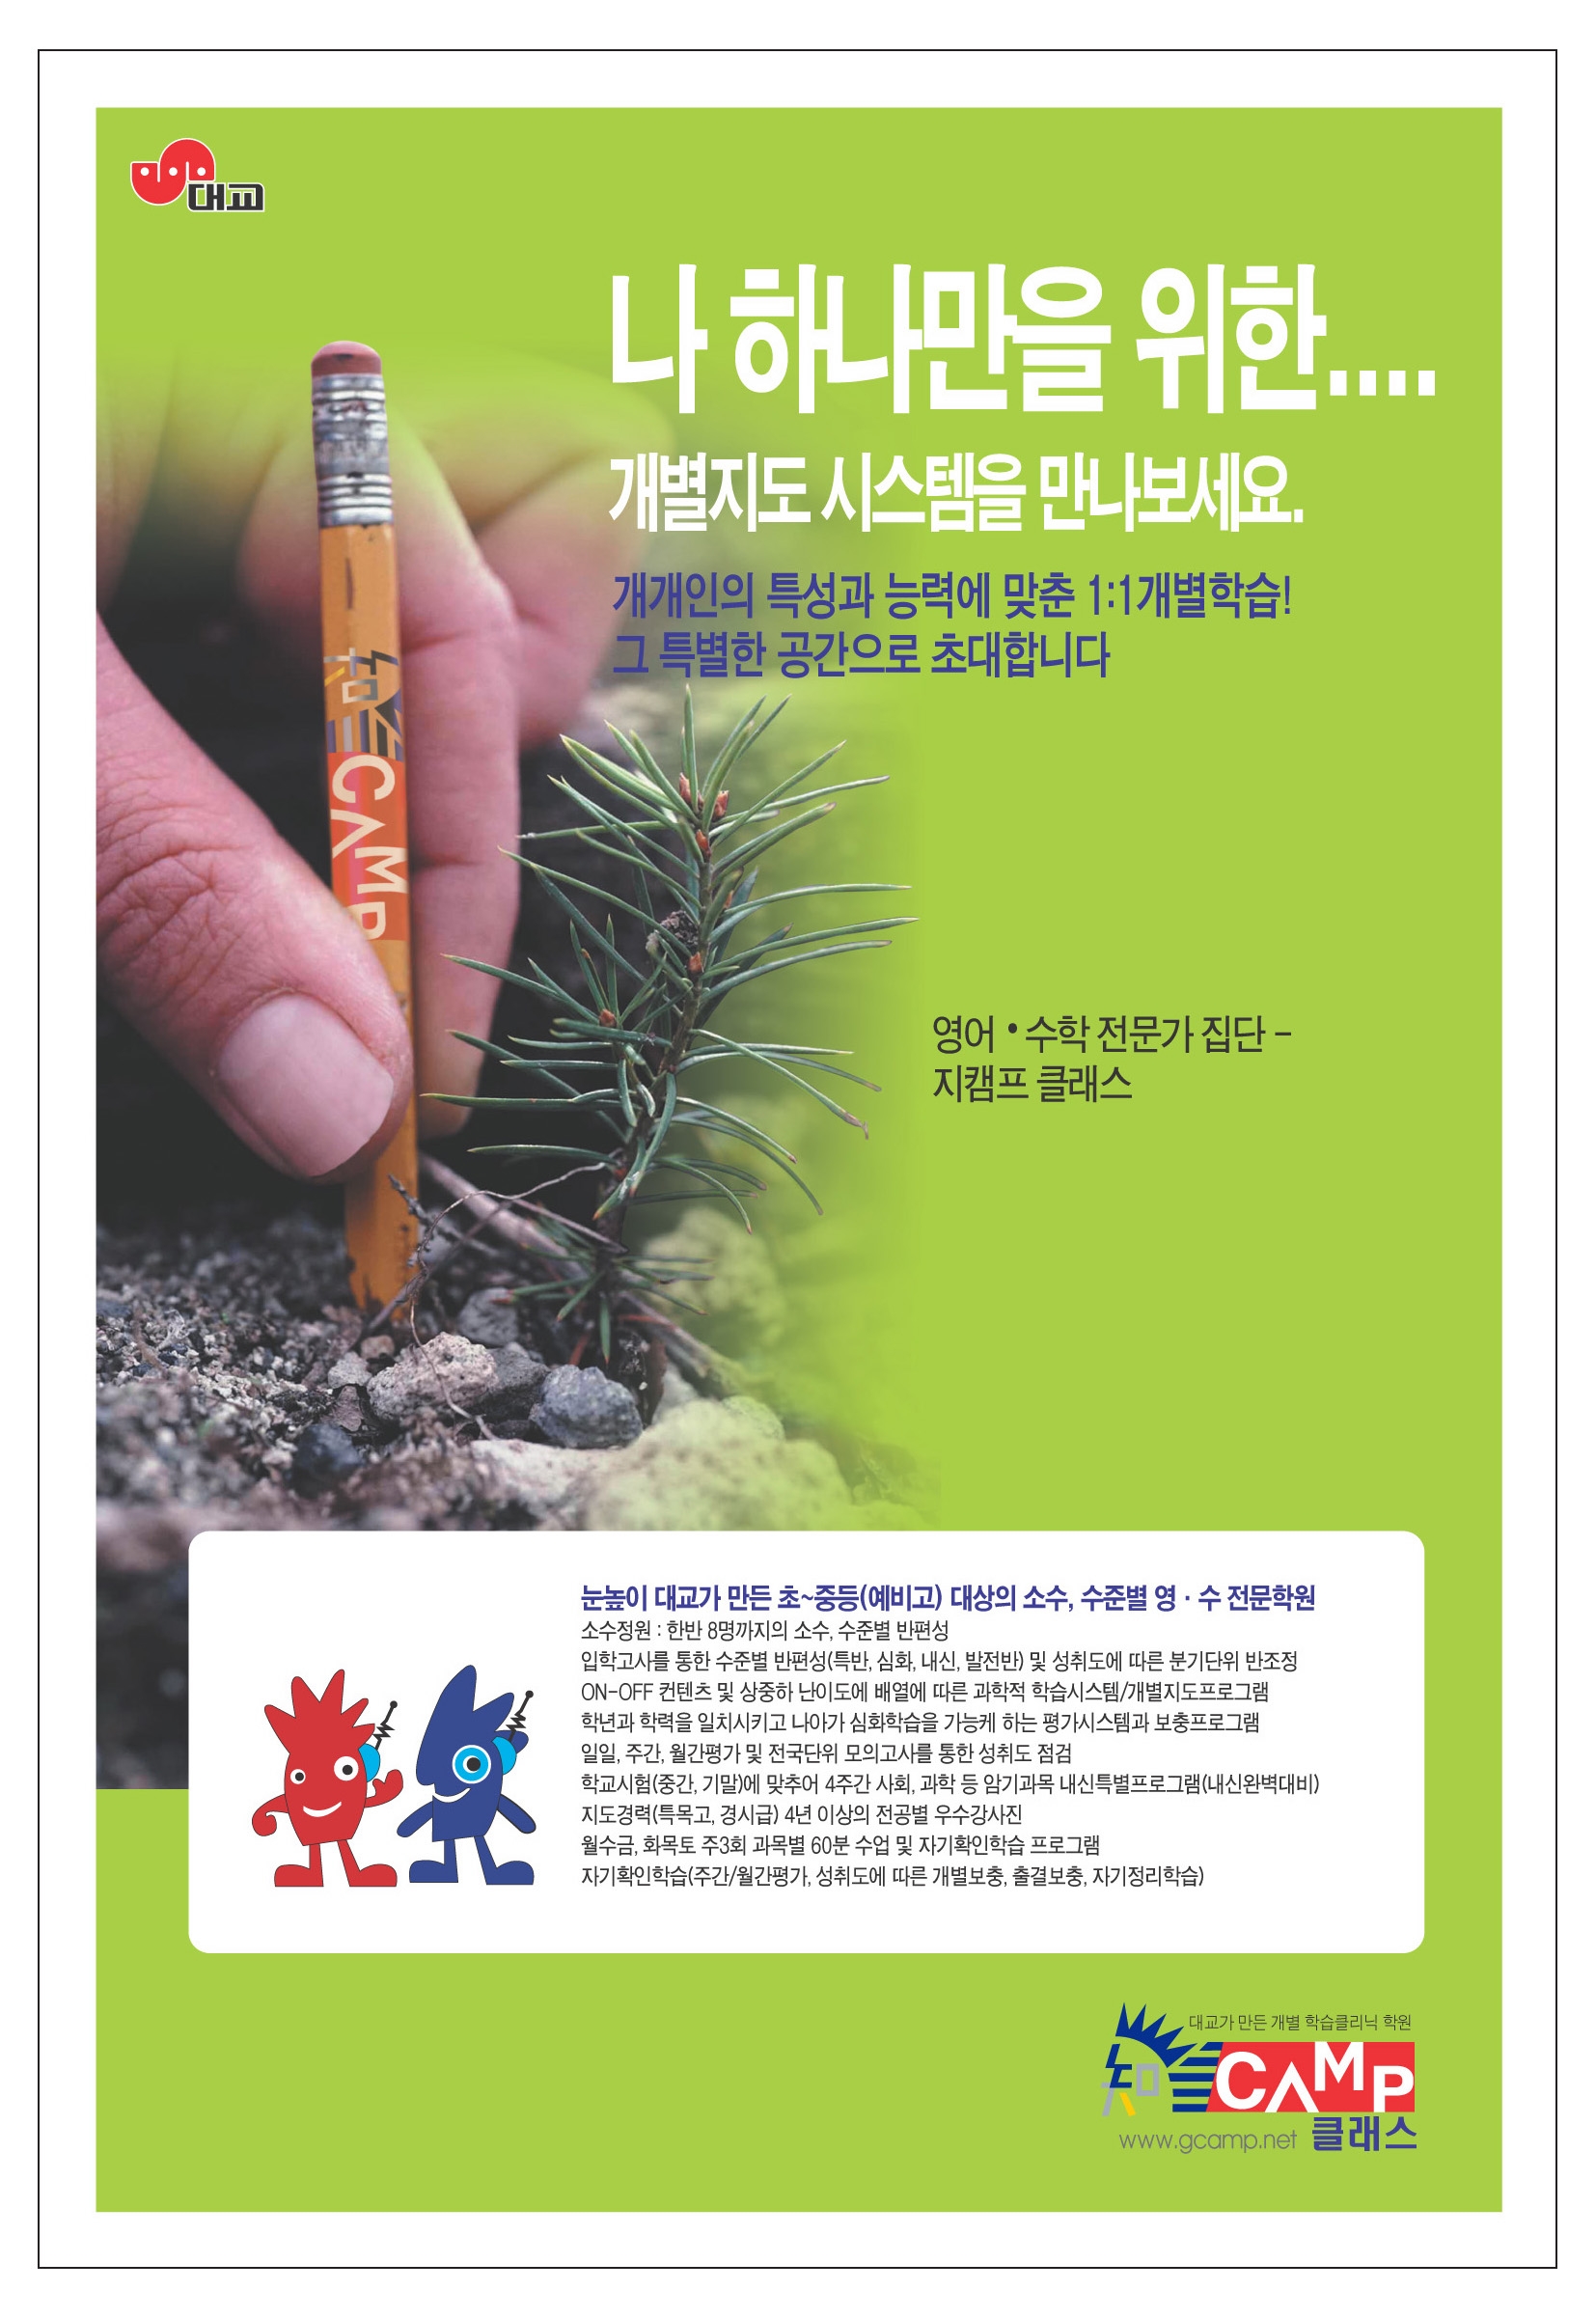 대교
나 하나만을 위한....
개별지도 시스템을 만나보세요.
개개인의 특성과 능력에 맞춘 1:1개별학습!
그 특별한 공간으로 초대합니다
知 CAMP
영어 • 수학 전문가 집단 -
지캠프 클래스
눈높이 대교가 만든 초~중등(예비고) 대상의 소수, 수준별 영 · 수 전문학원
소수정원 : 한반 8명까지의 소수, 수준별 반편성
입학고사를 통한 수준별 반편성(특반, 심화, 내신, 발전반) 및 성취도에 따른 분기단위 반조정
ON-OFF 컨텐츠 및 상중하 난이도에 배열에 따른 과학적 학습시스템/개별지도프로그램
학년과 학력을 일치시키고 나아가 심화학습을 가능케 하는 평가시스템과 보충프로그램
일일, 주간, 월간평가 및 전국단위 모의고사를 통한 성취도 점검
학교시험(중간, 기말)에 맞추어 4주간 사회, 과학 등 암기과목 내신특별프로그램(내신완벽대비)
지도경력(특목고, 경시급) 4년 이상의 전공별 우수강사진
월수금, 화목토 주3회 과목별 60분 수업 및 자기확인학습 프로그램
자기확인학습(주간/월간평가, 성취도에 따른 개별보충, 출결보충, 자기정리학습)
대교가 만든 개별 학습클리닉 학원
知 CAMP
www.gcamp.net 클래스